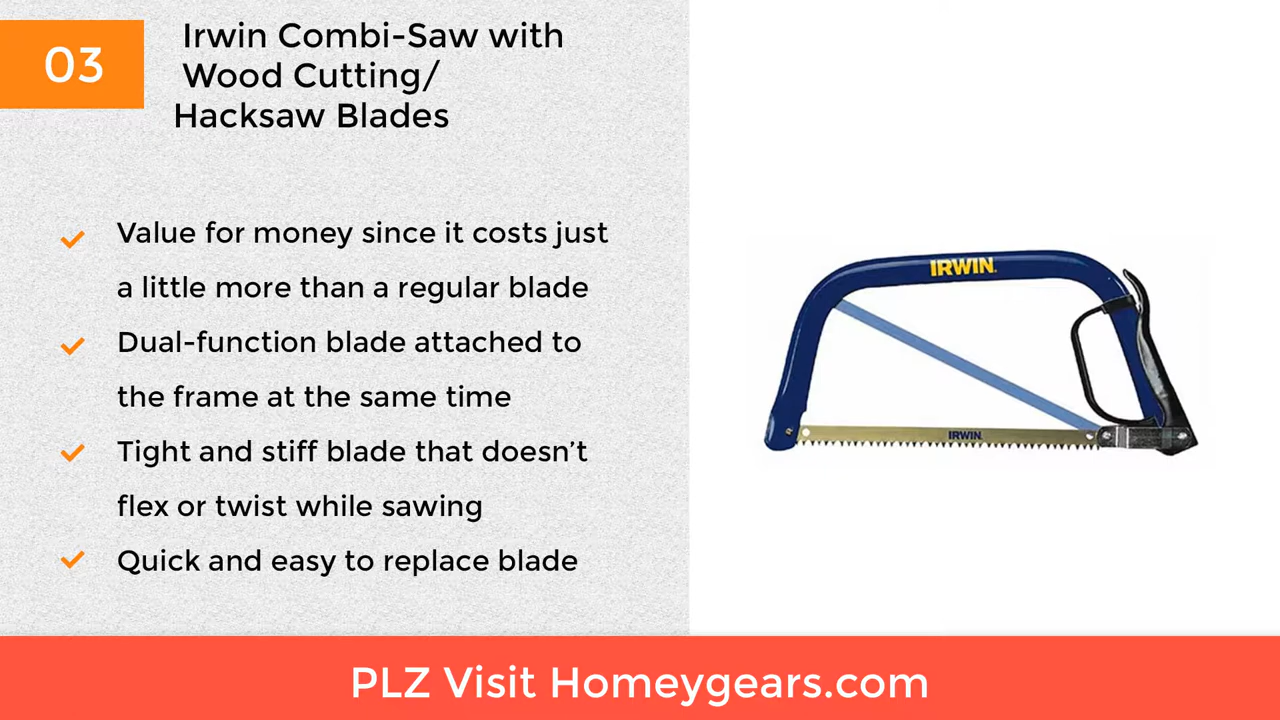 03
Irwin Combi-Saw with
Wood Cutting/
Hacksaw Blades
Value for money since it costs just
a little more than a regular blade
Dual-function blade attached to
the frame at the same time
Tight and stiff blade that doesn’t
flex or twist while sawing
Quick and easy to replace blade
IRWIN.
IRWIN.
PLZ Visit Homeygears.com